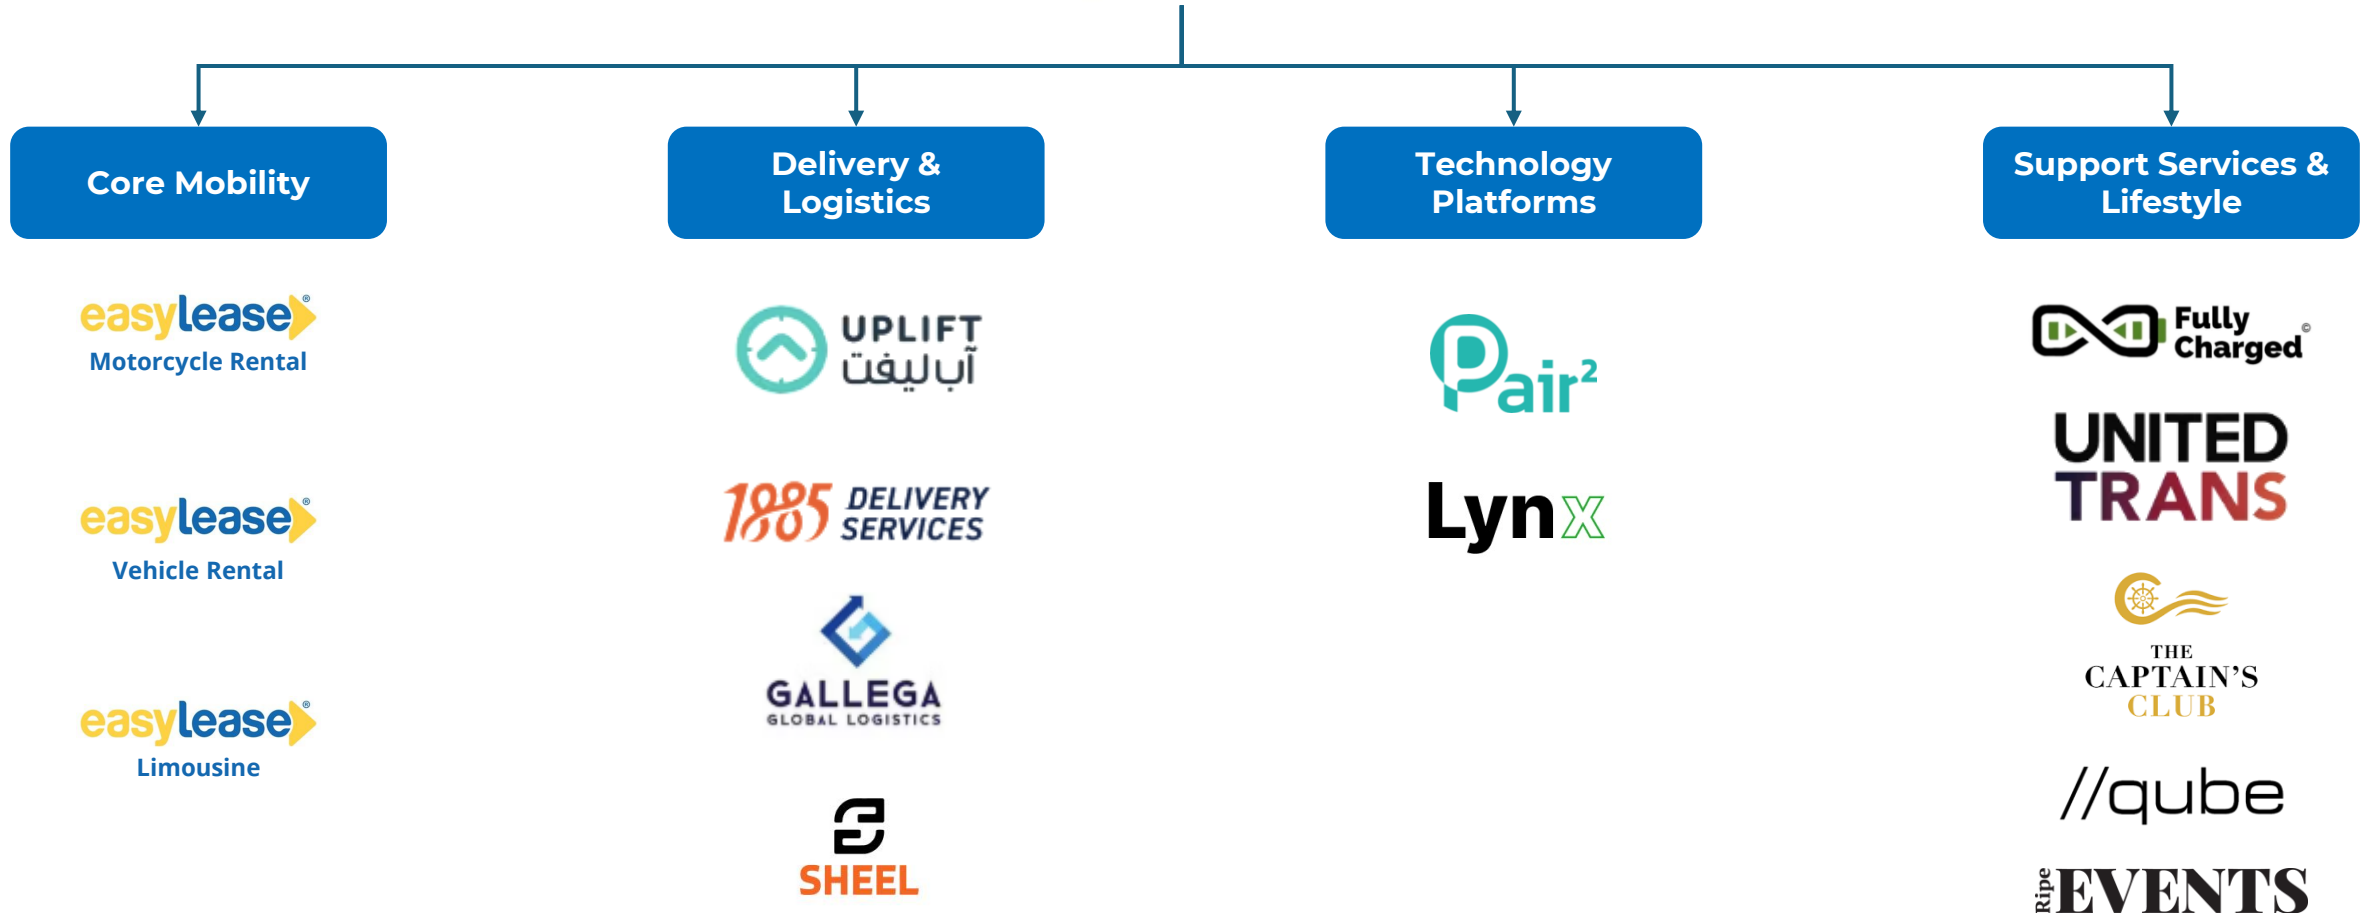 Core Mobility
easylease®
Motorcycle Rental
easylease®
Vehicle Rental
easylease®
Limousine
Delivery &
Logistics
UPLIFT
آب ليفت
1885 DELIVERY
SERVICES
GALLEGA
GLOBAL LOGISTICS
SHEEL
Technology
Platforms
Pair²
Lynx
Support Services &
Lifestyle
Fully
Charged©
UNITED
TRANS
THE
CAPTAIN'S
CLUB
//qube
Ripe EVENTS